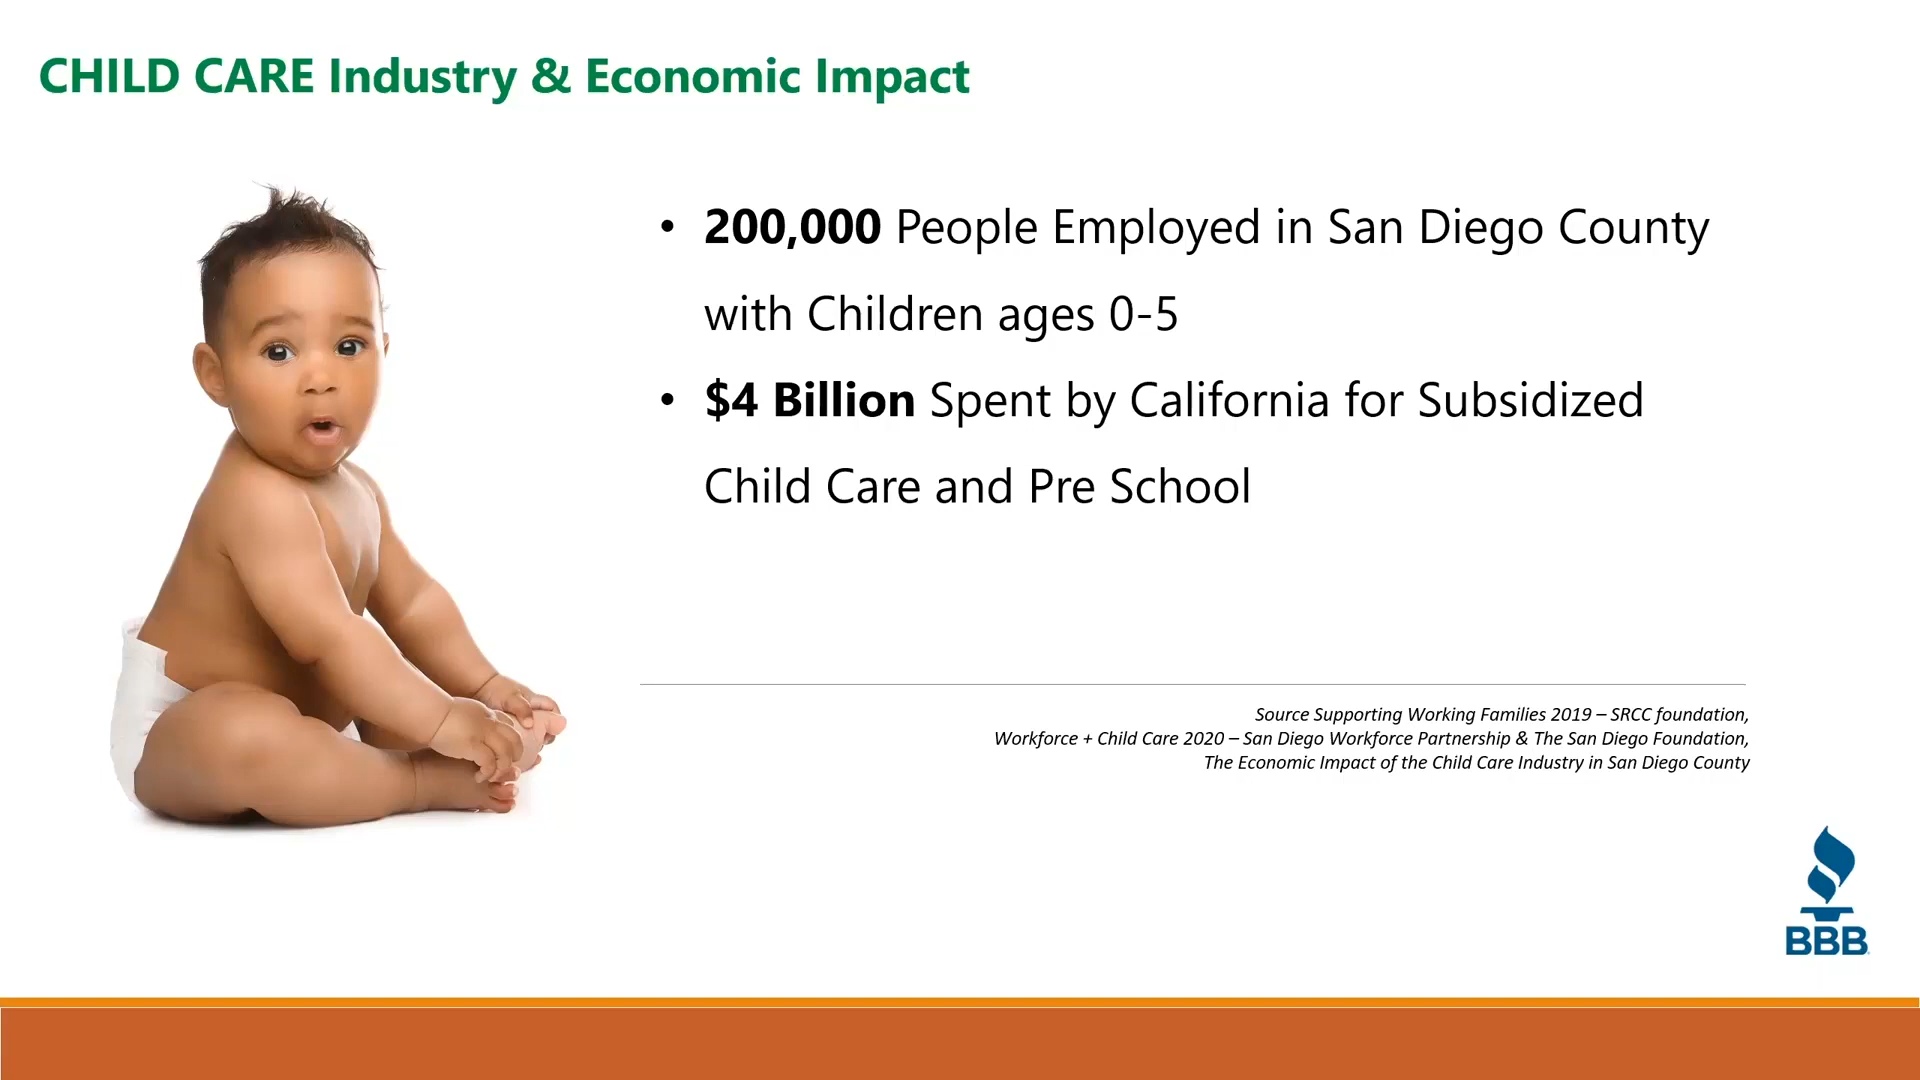 CHILD CARE Industry & Economic Impact
• 200,000 People Employed in San Diego County
with Children ages 0-5
• $4 Billion Spent by California for Subsidized
Child Care and Pre School
Source Supporting Working Families 2019 – SRCC foundation,
Workforce + Child Care 2020 – San Diego Workforce Partnership & The San Diego Foundation,
The Economic Impact of the Child Care Industry in San Diego County
BBB